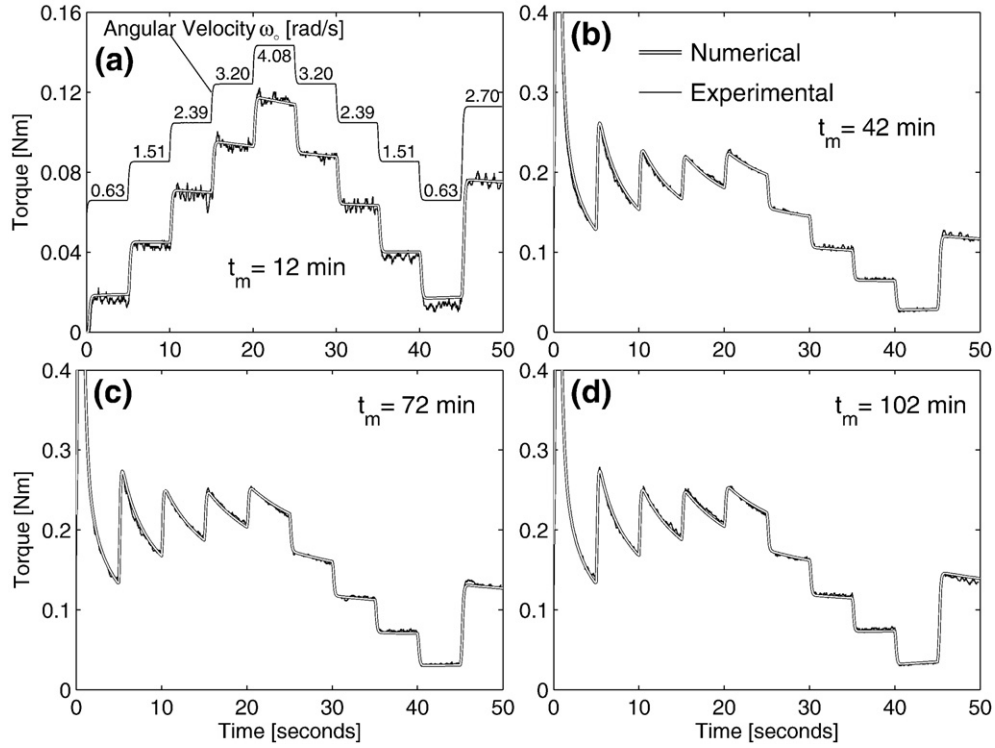 0.16
0.12
0.08
0.04
0
Torque [Nm]
(a)
Angular Velocity ω₀ [rad/s]
0.63
1.51
2.39
3.20
4.08
3.20
2.39
1.51
0.63
2.70
tm= 12 min
0 10 20 30 40 50
0.4
0.3
0.2
0.1
0
(b)
Numerical
Experimental
tm= 42 min
0 10 20 30 40 50
0.4
0.3
0.2
0.1
0
Torque [Nm]
(c)
tm= 72 min
0 10 20 30 40 50
Time [seconds]
0.4
0.3
0.2
0.1
0
(d)
tm= 102 min
0 10 20 30 40 50
Time [seconds]